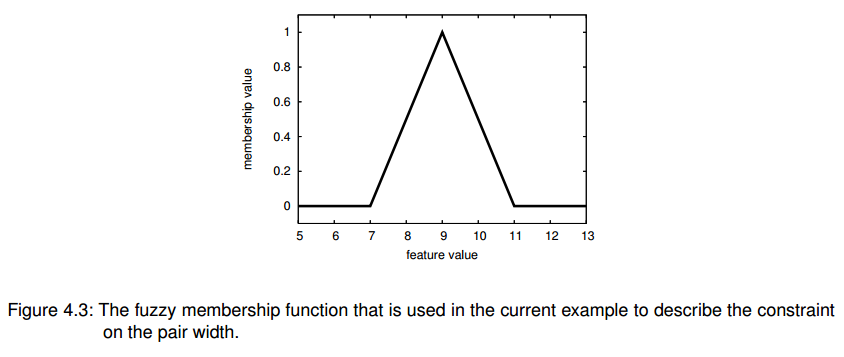 1
0.8
0.6
0.4
0.2
0
membership value
5 6 7 8 9 10 11 12 13
feature value
Figure 4.3: The fuzzy membership function that is used in the current example to describe the constraint
on the pair width.